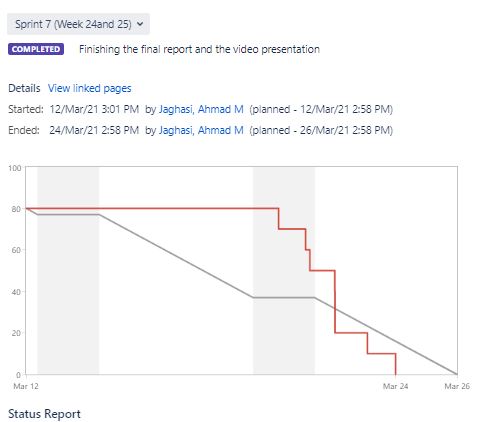 Sprint 7 (Week 24and 25)
COMPLETED Finishing the final report and the video presentation
Details View linked pages
Started: 12/Mar/21 3:01 PM by Jaghasi, Ahmad M (planned - 12/Mar/21 2:58 PM)
Ended: 24/Mar/21 2:58 PM by Jaghasi, Ahmad M (planned - 26/Mar/21 2:58 PM)
100
80
60
40
20
0
Mar 12 Mar 24 Mar 26
Status Report